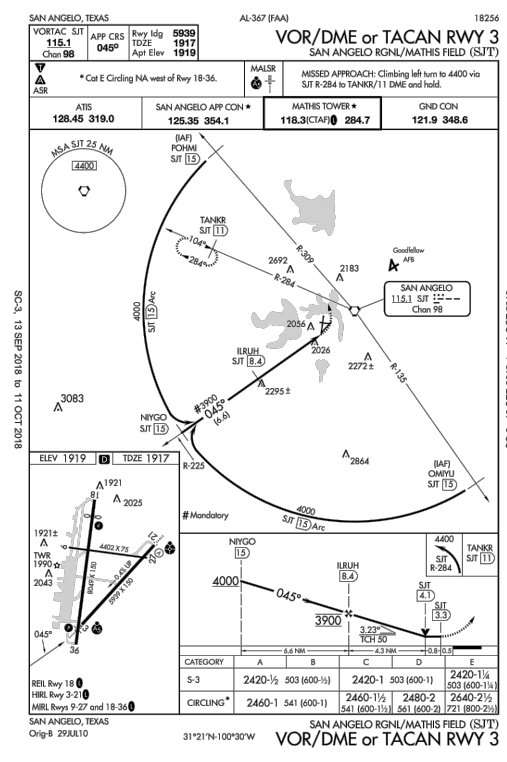 SAN ANGELO, TEXAS
AL-367 (FAA)
18256
VORTAC SJT
115.1
Chan 98
APP CRS
045°
Rwy ldg 5939
TDZE 1917
Apt Elev 1919
VOR/DME or TACAN RWY 3
SAN ANGELO RGNL/MATHIS FIELD (SJT)
T
A
ASR
* Cat E Circling NA west of Rwy 18-36.
MALSR
MISSED APPROACH: Climbing left turn to 4400 via
SJT R-284 to TANKR/11 DME and hold.
ATIS
128.45 319.0
SAN ANGELO APP CON ★
125.35 354.1
MATHIS TOWER ★
118.3 (CTAF) L 284.7
GND CON
121.9 348.6
MSA SJT 25 NM
4400
(IAF)
POHMI
SJT 15
TANKR
SJT 11
104°
284°
2692
R-309
R-284
2183
Goodfellow
AFB
SAN ANGELO
115.1 SJT
Chan 98
4000
SJT 15 Arc
2056
2026
ILRUH
SJT 8.4
2295±
2272±
R-135
3083
#3900
045°
(6.6)
NIYGO
SJT 15
R-225
2864
(IAF)
OMIYU
SJT 15
4000
SJT 15 Arc
#Mandatory
SC-3, 13 SEP 2018 to 11 OCT 2018
ELEV 1919
D
TDZE 1917
1921
18
2025
1921±
9
4402 X 75
27
21
TWR
1990
2043
8049 X 150
0.4% UP
5939 X 150
3
36
045°
REIL Rwy 18 L
HIRL Rwy 3-21 L
MIRL Rwys 9-27 and 18-36 L
NIYGO
15
4000
045°
ILRUH
8.4
3900
3.23°
TCH 50
SJT
4.1
SJT
3.3
4400
SJT
R-284
TANKR
SJT 11
6.6 NM
4.3 NM
0.8
0.5
CATEGORY A B C D E
S-3 2420-½ 503 (600-½) 2420-1 503 (600-1) 2420-1¼ 503 (600-1¼)
CIRCLING* 2460-1 541 (600-1) 2460-1½ 541 (600-1½) 2480-2 561 (600-2) 2640-2½ 721 (800-2½)
SAN ANGELO, TEXAS
Orig-B 29JUL10
31°21'N-100°30'W
SAN ANGELO RGNL/MATHIS FIELD (SJT)
VOR/DME or TACAN RWY 3